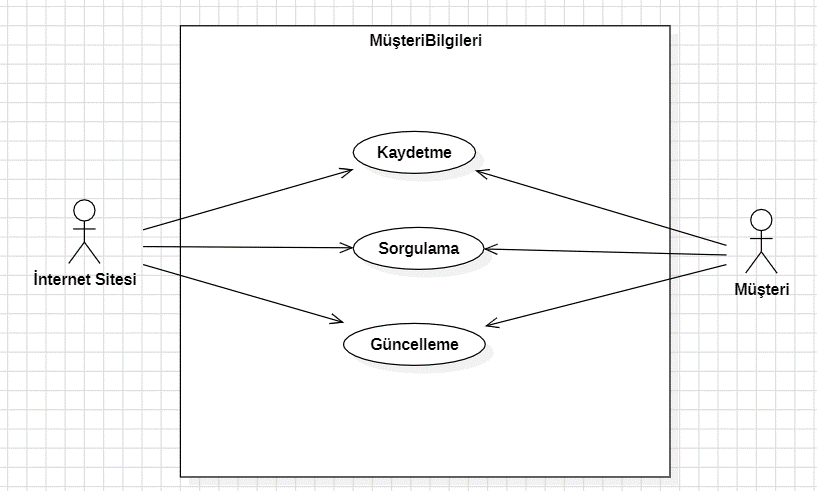 MüşteriBilgileri
Kaydetme
Sorgulama
İnternet Sitesi
Müşteri
Güncelleme